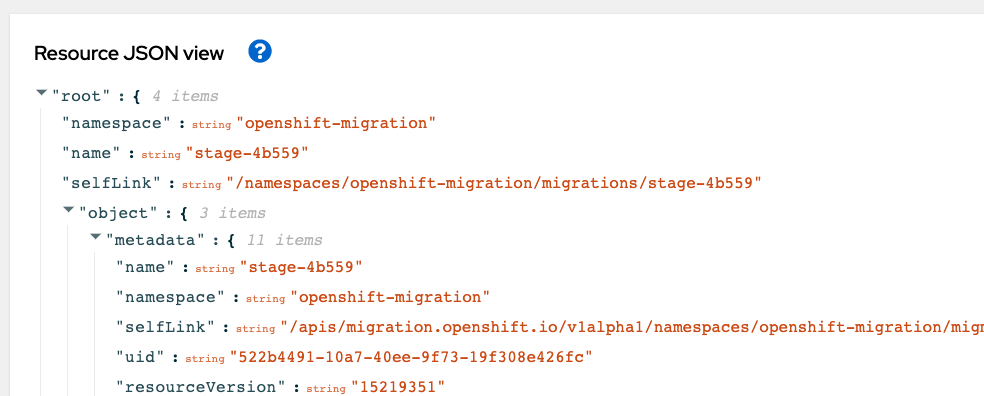 Resource JSON view ?
"root" : { 4 items
"namespace" : string "openshift-migration"
"name" : string "stage-4b559"
"selfLink" : string "/namespaces/openshift-migration/migrations/stage-4b559"
"object" : { 3 items
"metadata" : { 11 items
"name" : string "stage-4b559"
"namespace" : string "openshift-migration"
"selfLink" : string "/apis/migration.openshift.io/v1alpha1/namespaces/openshift-migration/migr
"uid" : string "522b4491-10a7-40ee-9f73-19f308e426fc"
"resourceVersion" : string "15219351"